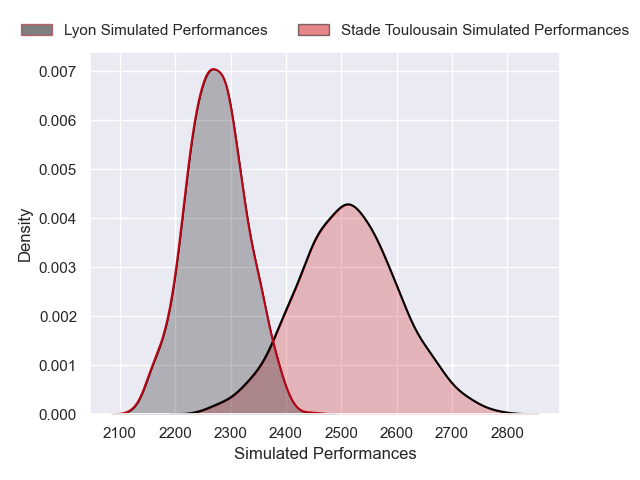 Lyon Simulated Performances
Stade Toulousain Simulated Performances
0.007
0.006
0.005
0.004
0.003
0.002
0.001
0.000
Density
2100 2200 2300 2400 2500 2600 2700 2800
Simulated Performances